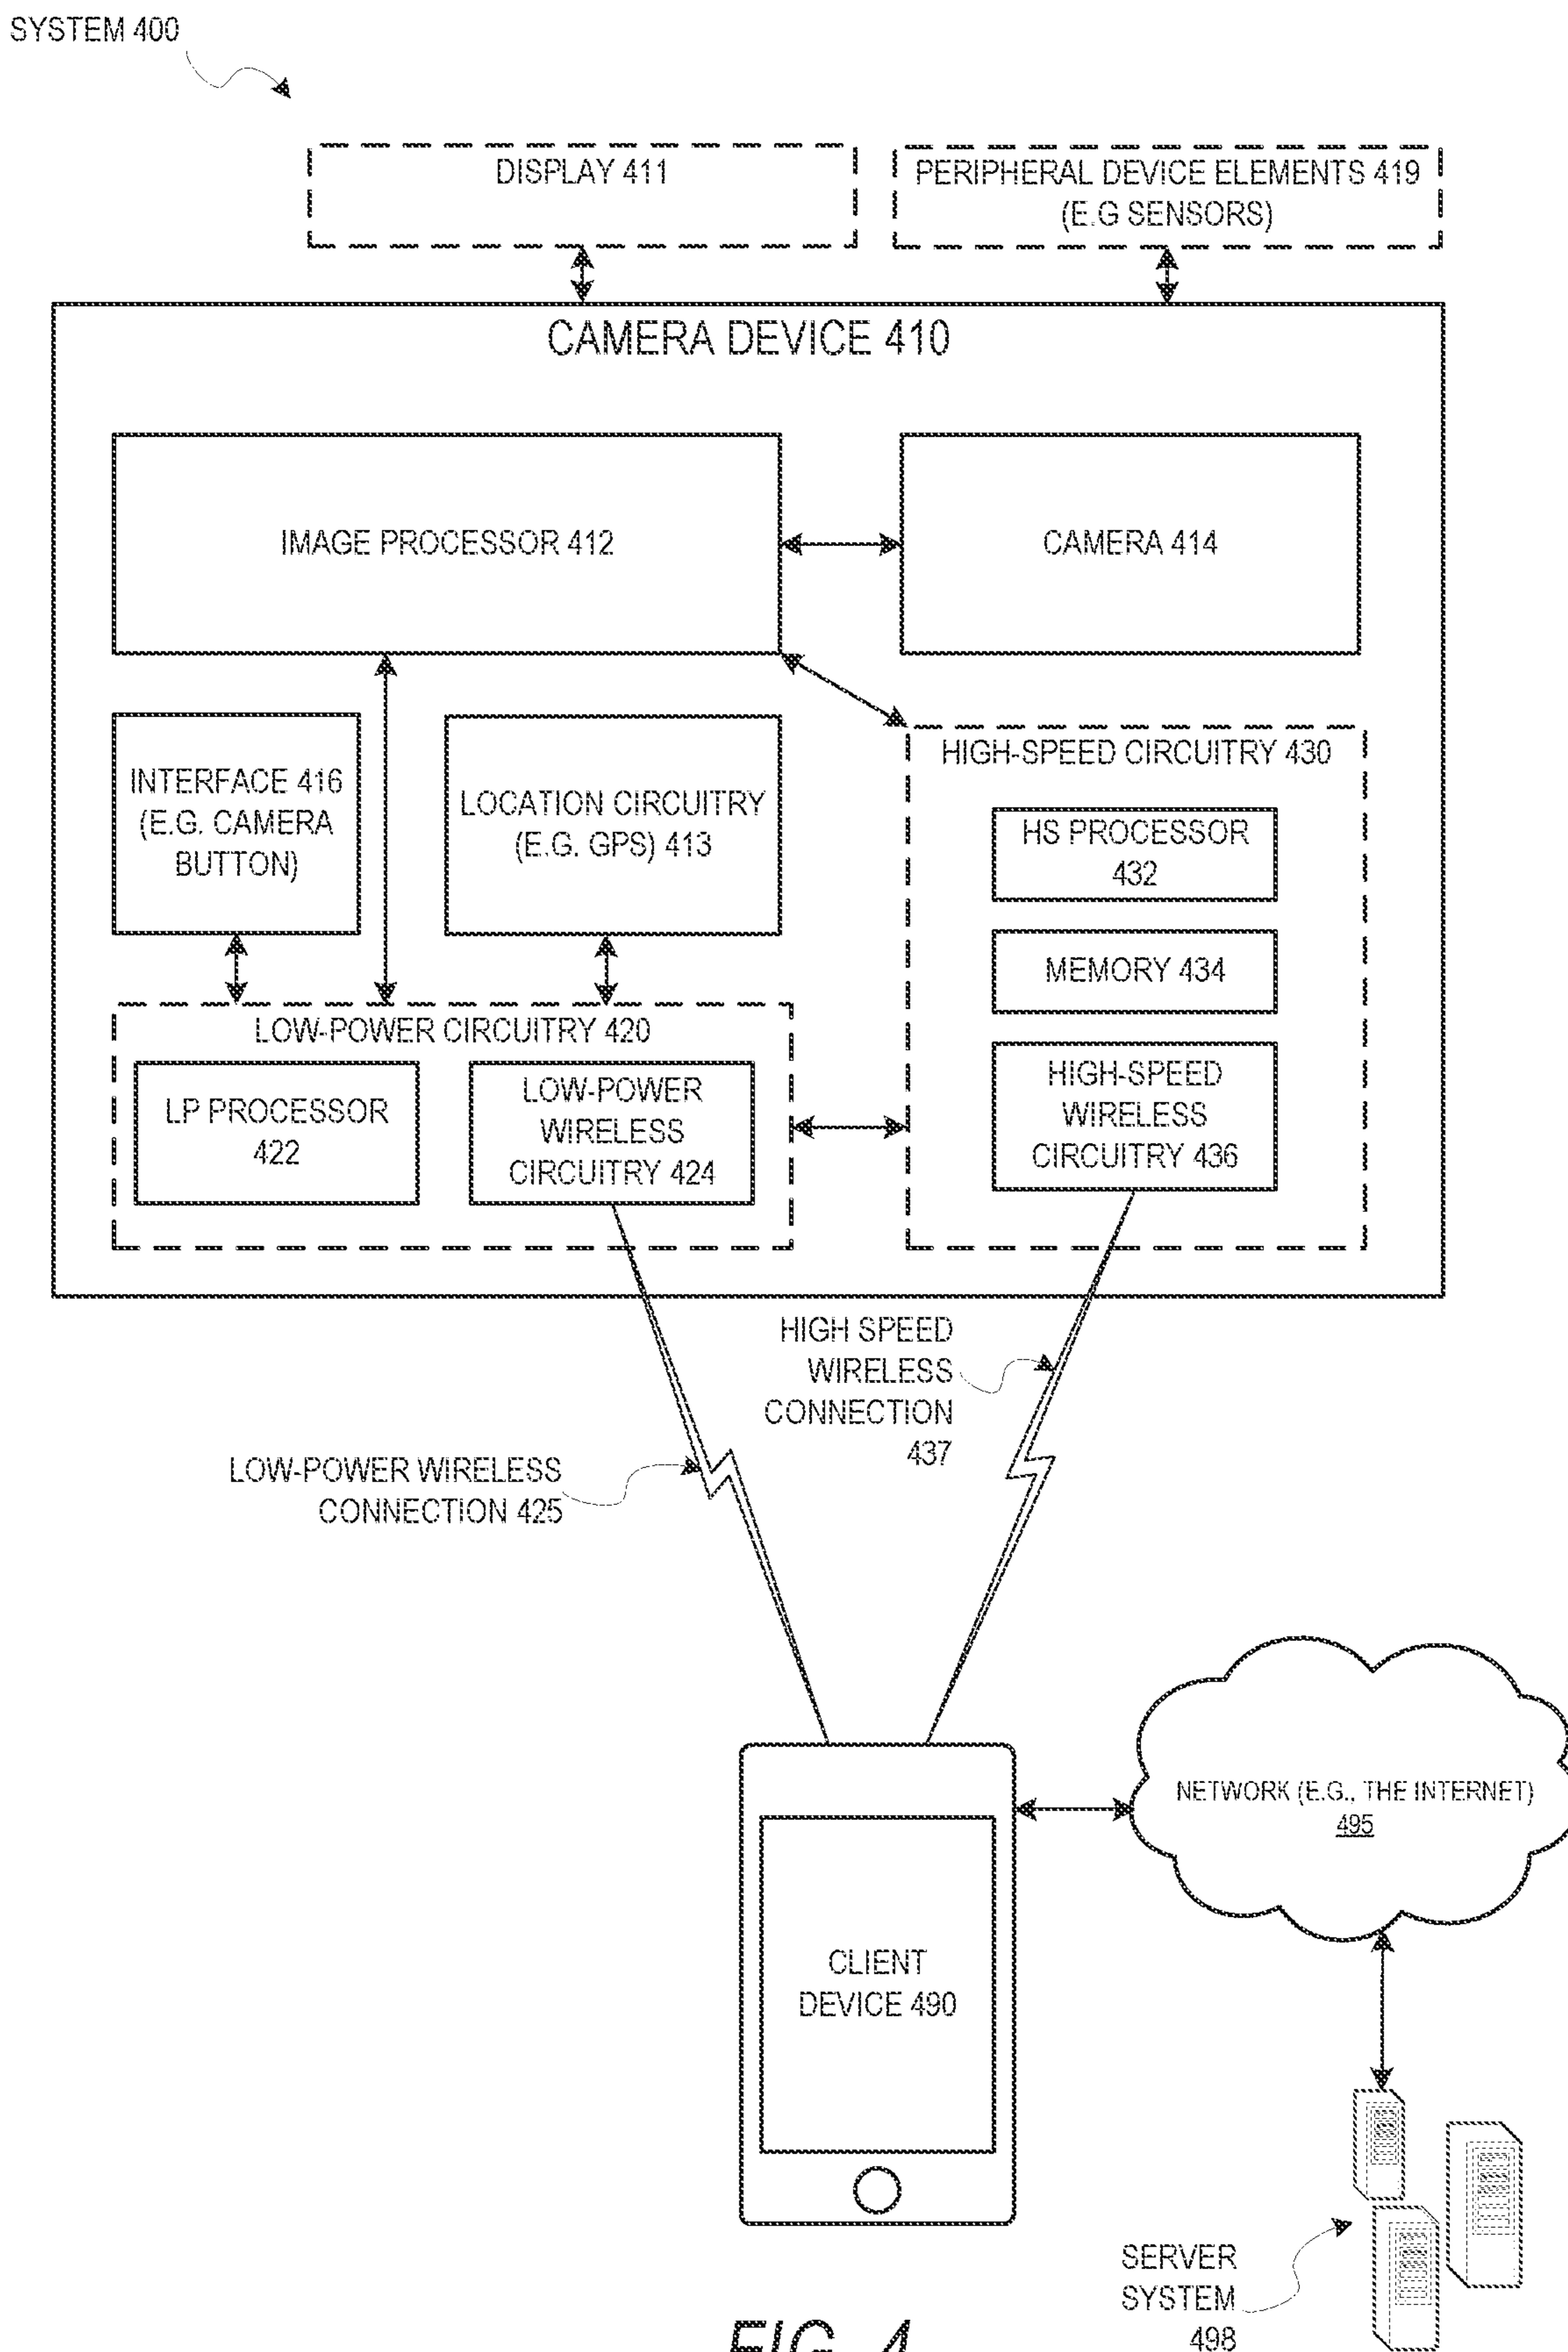 SYSTEM 400
DISPLAY 411
PERIPHERAL DEVICE ELEMENTS 419
(E.G SENSORS)
CAMERA DEVICE 410
IMAGE PROCESSOR 412
CAMERA 414
INTERFACE 416
(E.G. CAMERA
BUTTON)
LOCATION CIRCUITRY
(E.G. GPS) 413
HIGH-SPEED CIRCUITRY 430
HS PROCESSOR
432
MEMORY 434
HIGH-SPEED
WIRELESS
CIRCUITRY 436
LOW-POWER CIRCUITRY 420
LP PROCESSOR
422
LOW-POWER
WIRELESS
CIRCUITRY 424
HIGH SPEED
WIRELESS
CONNECTION
437
LOW-POWER WIRELESS
CONNECTION 425
NETWORK (E.G., THE INTERNET)
495
CLIENT
DEVICE 490
SERVER
SYSTEM
498
FIG. 4